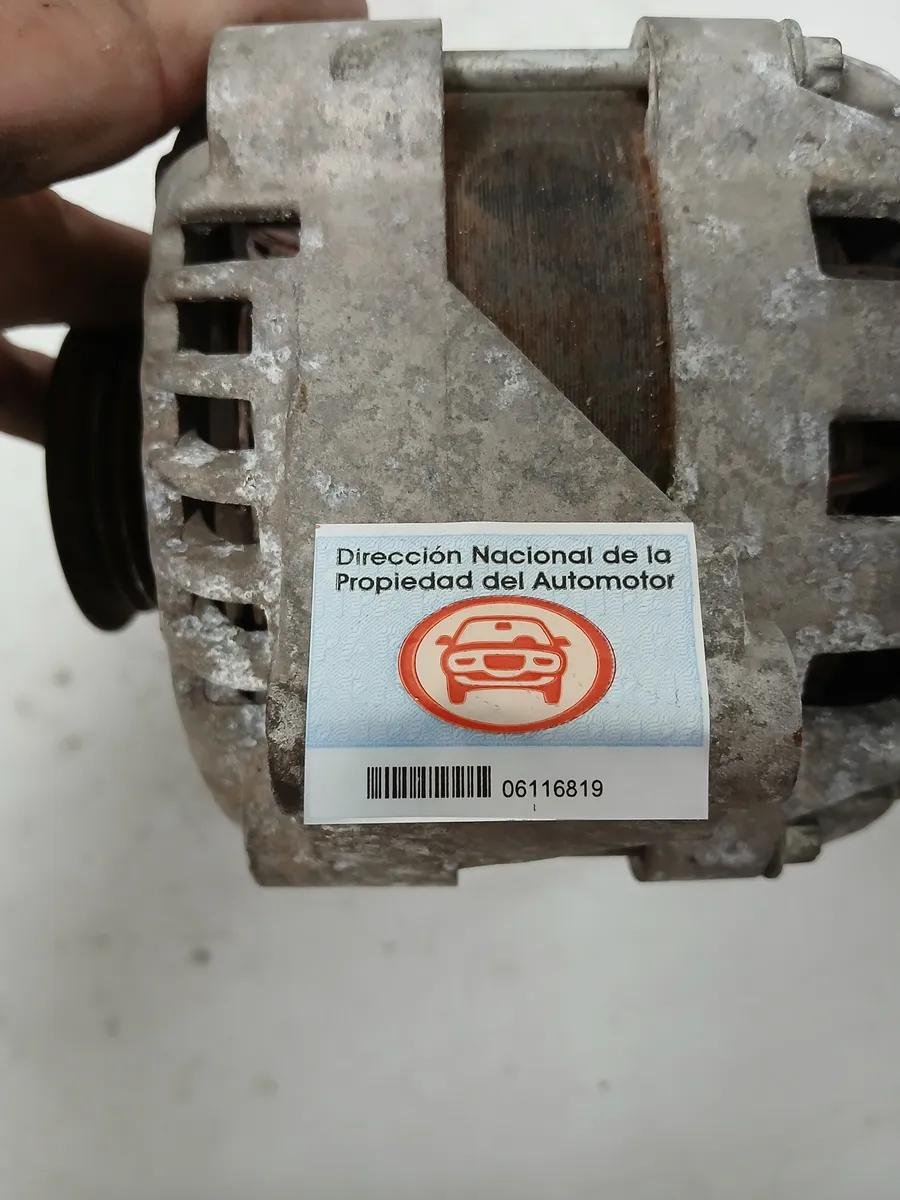 Dirección Nacional de la
Propiedad del Automotor
06116819